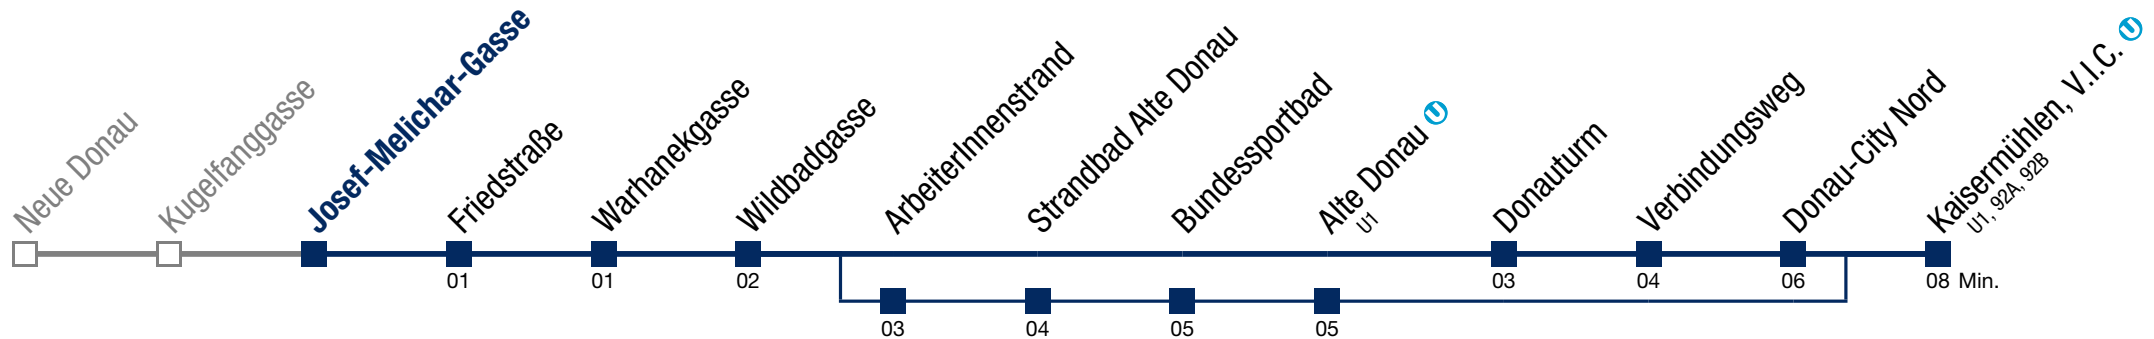 Neue Donau
Kugelfanggasse
Josef-Melichar-Gasse
Friedstraße
Warhanekgasse
Wildbadgasse
ArbeiterInnenstrand
Strandbad Alte Donau
Bundessportbad
Alte Donau U
U1
Donauturm
Verbindungsweg
Donau-City Nord
Kaisermühlen, V.I.C. U
U1, 92A, 92B
01
01
02
03
04
06
08 Min.
03
04
05
05